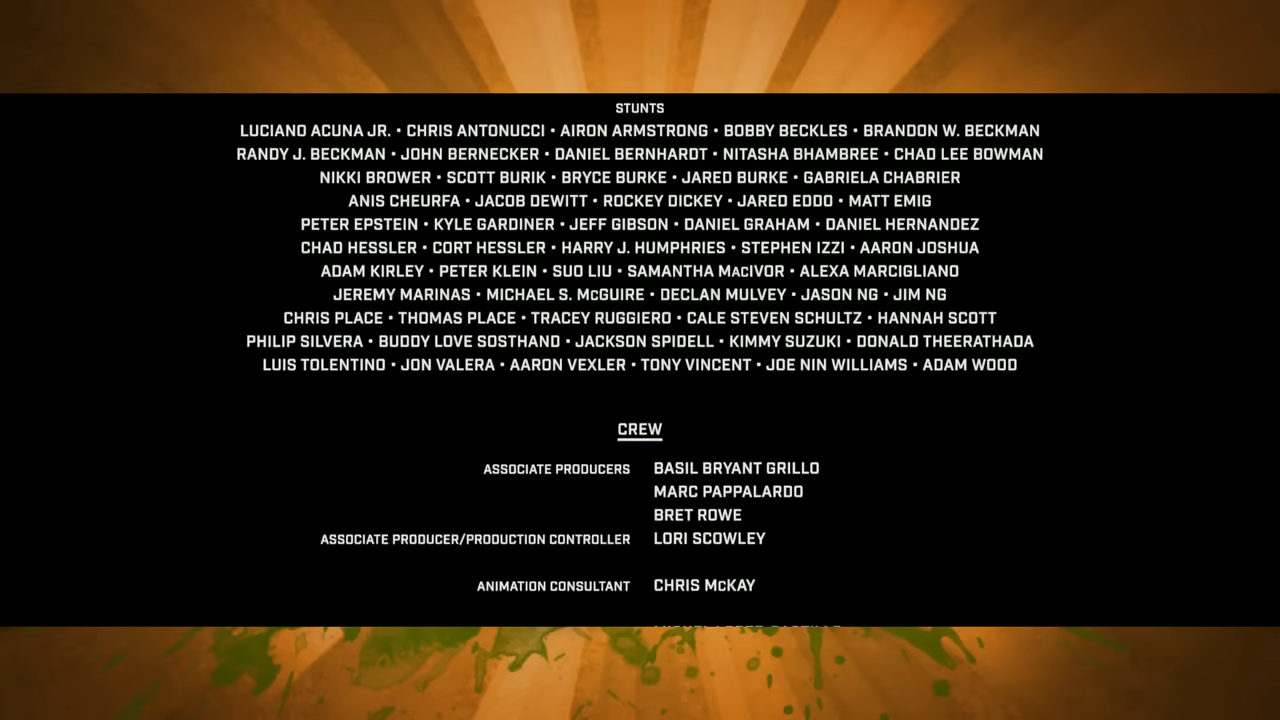 STUNTS
LUCIANO ACUNA JR. • CHRIS ANTONUCCI • AIRON ARMSTRONG • BOBBY BECKLES • BRANDON W. BECKMAN
RANDY J. BECKMAN • JOHN BERNECKER • DANIEL BERNHARDT • NITASHA BHAMBREE • CHAD LEE BOWMAN
NIKKI BROWER • SCOTT BURIK • BRYCE BURKE • JARED BURKE • GABRIELA CHABRIER
ANIS CHEURFA • JACOB DEWITT • ROCKEY DICKEY • JARED EDDO • MATT EMIG
PETER EPSTEIN • KYLE GARDINER • JEFF GIBSON • DANIEL GRAHAM • DANIEL HERNANDEZ
CHAD HESSLER • CORT HESSLER • HARRY J. HUMPHRIES • STEPHEN IZZI • AARON JOSHUA
ADAM KIRLEY • PETER KLEIN • SUO LIU • SAMANTHA MacIVOR • ALEXA MARCIGLIANO
JEREMY MARINAS • MICHAEL S. McGUIRE • DECLAN MULVEY • JASON NG • JIM NG
CHRIS PLACE • THOMAS PLACE • TRACEY RUGGIERO • CALE STEVEN SCHULTZ • HANNAH SCOTT
PHILIP SILVERA • BUDDY LOVE SOSTHAND • JACKSON SPIDELL • KIMMY SUZUKI • DONALD THEERATHADA
LUIS TOLENTINO • JON VALERA • AARON VEXLER • TONY VINCENT • JOE NIN WILLIAMS • ADAM WOOD
CREW
ASSOCIATE PRODUCERS BASIL BRYANT GRILLO
MARC PAPPALARDO
BRET ROWE
ASSOCIATE PRODUCER/PRODUCTION CONTROLLER LORI SCOWLEY
ANIMATION CONSULTANT CHRIS McKAY